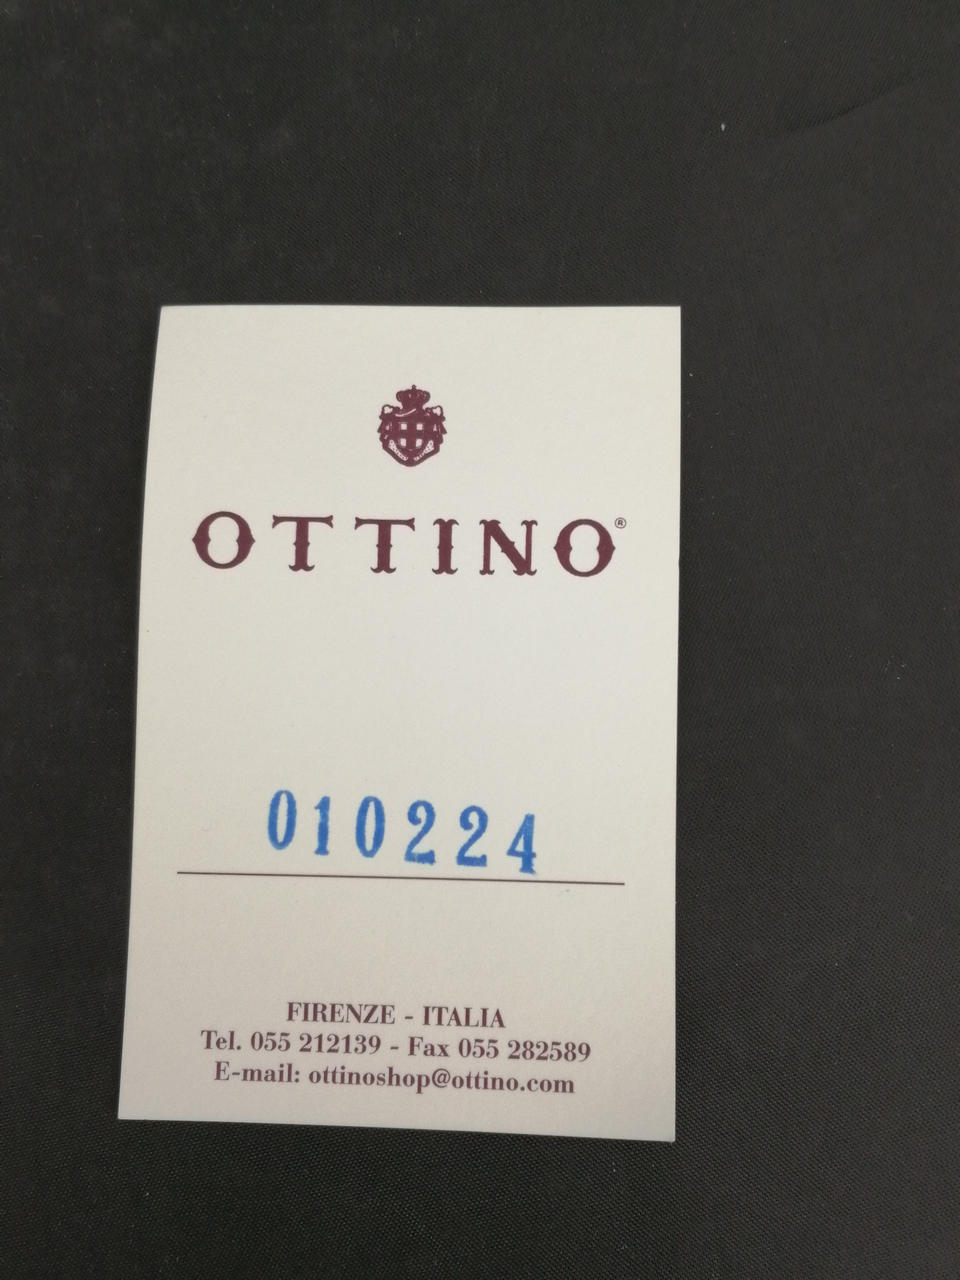 OTTINO®
010224
FIRENZE - ITALIA
Tel. 055 212139 - Fax 055 282589
E-mail: ottinoshop@ottino.com